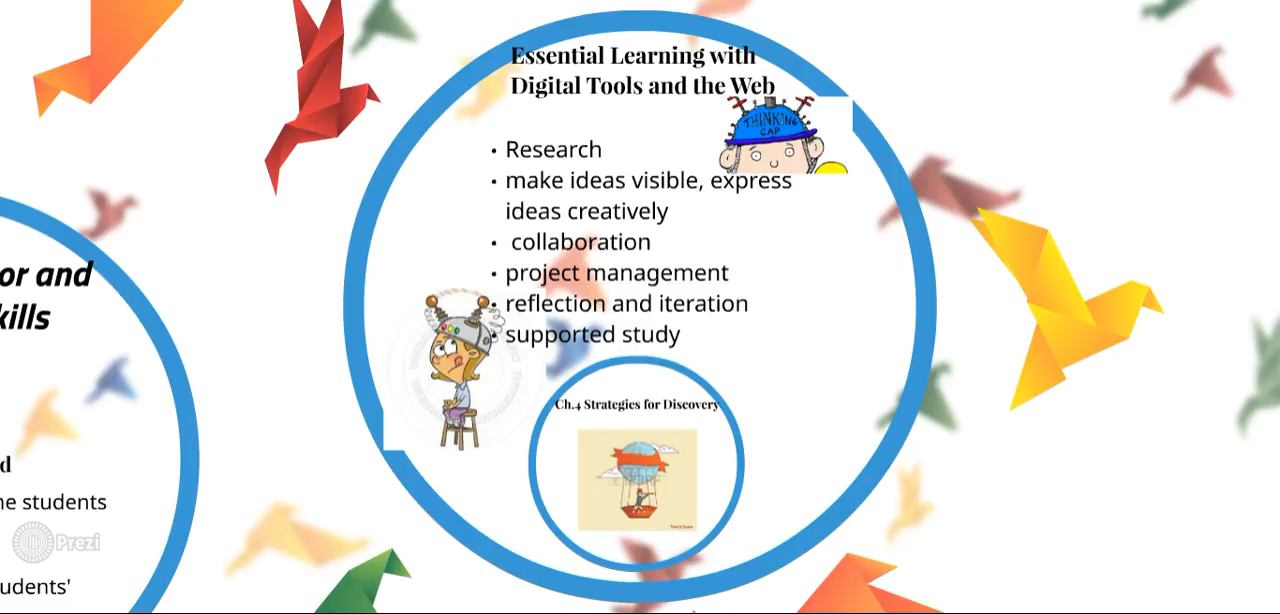 Essential Learning with
Digital Tools and the Web
THINKING
CAP
• Research
• make ideas visible, express
ideas creatively
• collaboration
• project management
• reflection and iteration
• supported study
Ch.4 Strategies for Discovery
or and
kills
d
ne students
Prezi
udents'